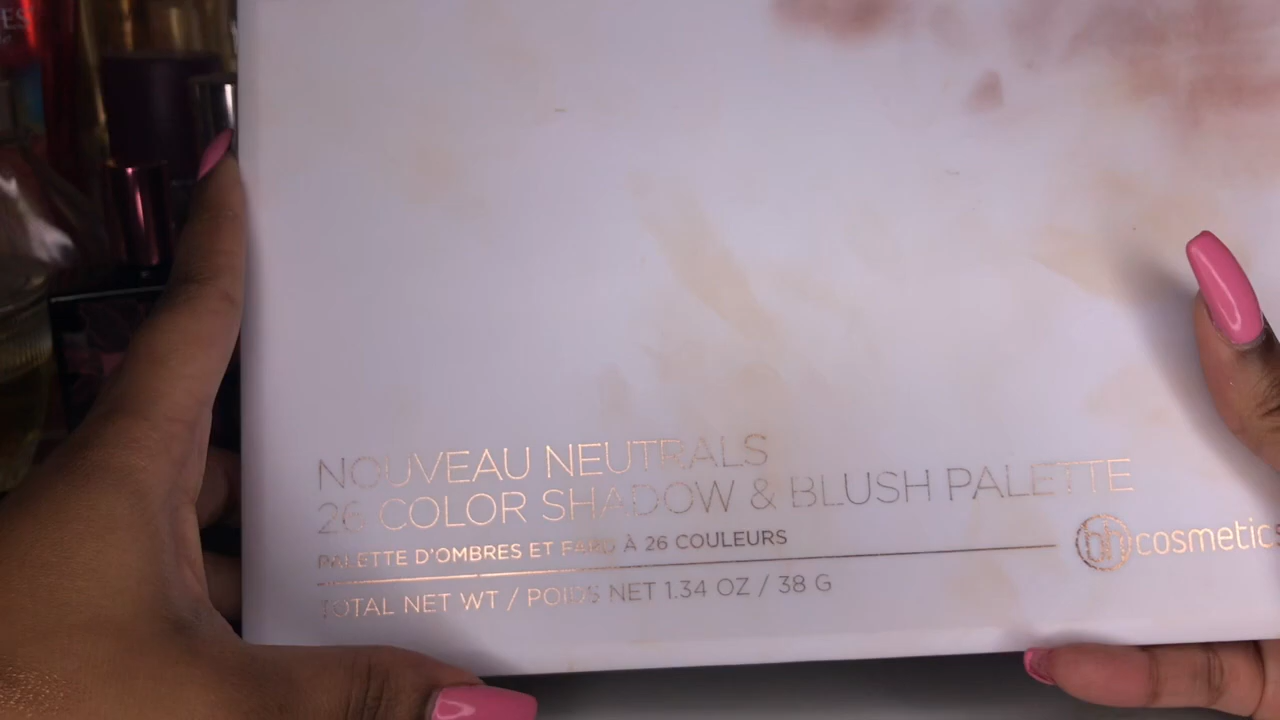 NOUVEAU NEUTRALS
26 COLOR SHADOW & BLUSH PALETTE
PALETTE D'OMBRES ET FARD À 26 COULEURS
bh cosmetics
TOTAL NET WT / POIDS NET 1.34 OZ / 38 G